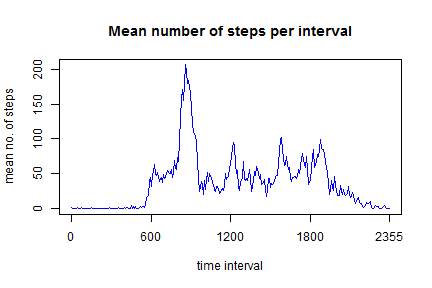 Mean number of steps per interval
mean no. of steps
200
150
100
50
0
0 600 1200 1800 2355
time interval